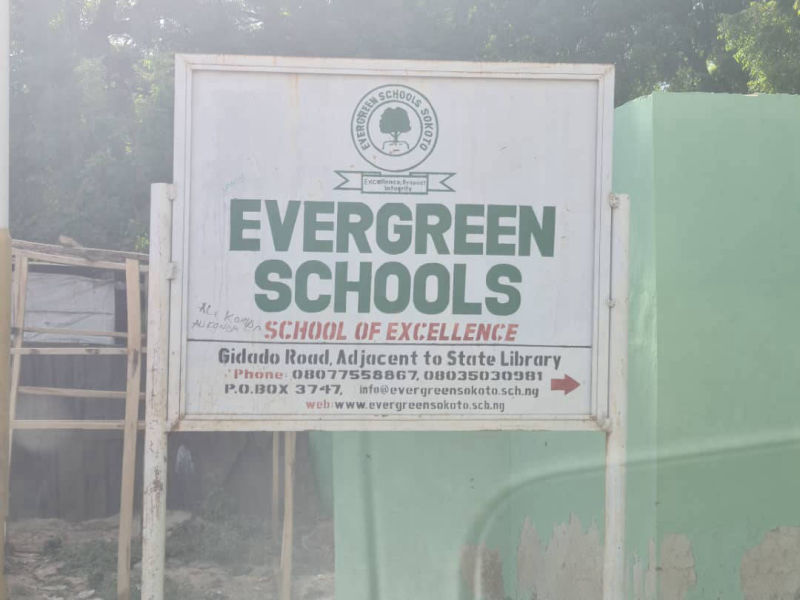 EVERGREEN SCHOOLS SOKOTO
Excellence, Prayer
Integrity
EVERGREEN
SCHOOLS
SCHOOL OF EXCELLENCE
Gidado Road, Adjacent to State Library
Phone: 08077558867, 08035030981
P.O.BOX 3747, info@evergreensokoto.sch.ng
web: www.evergreensokoto.sch.ng